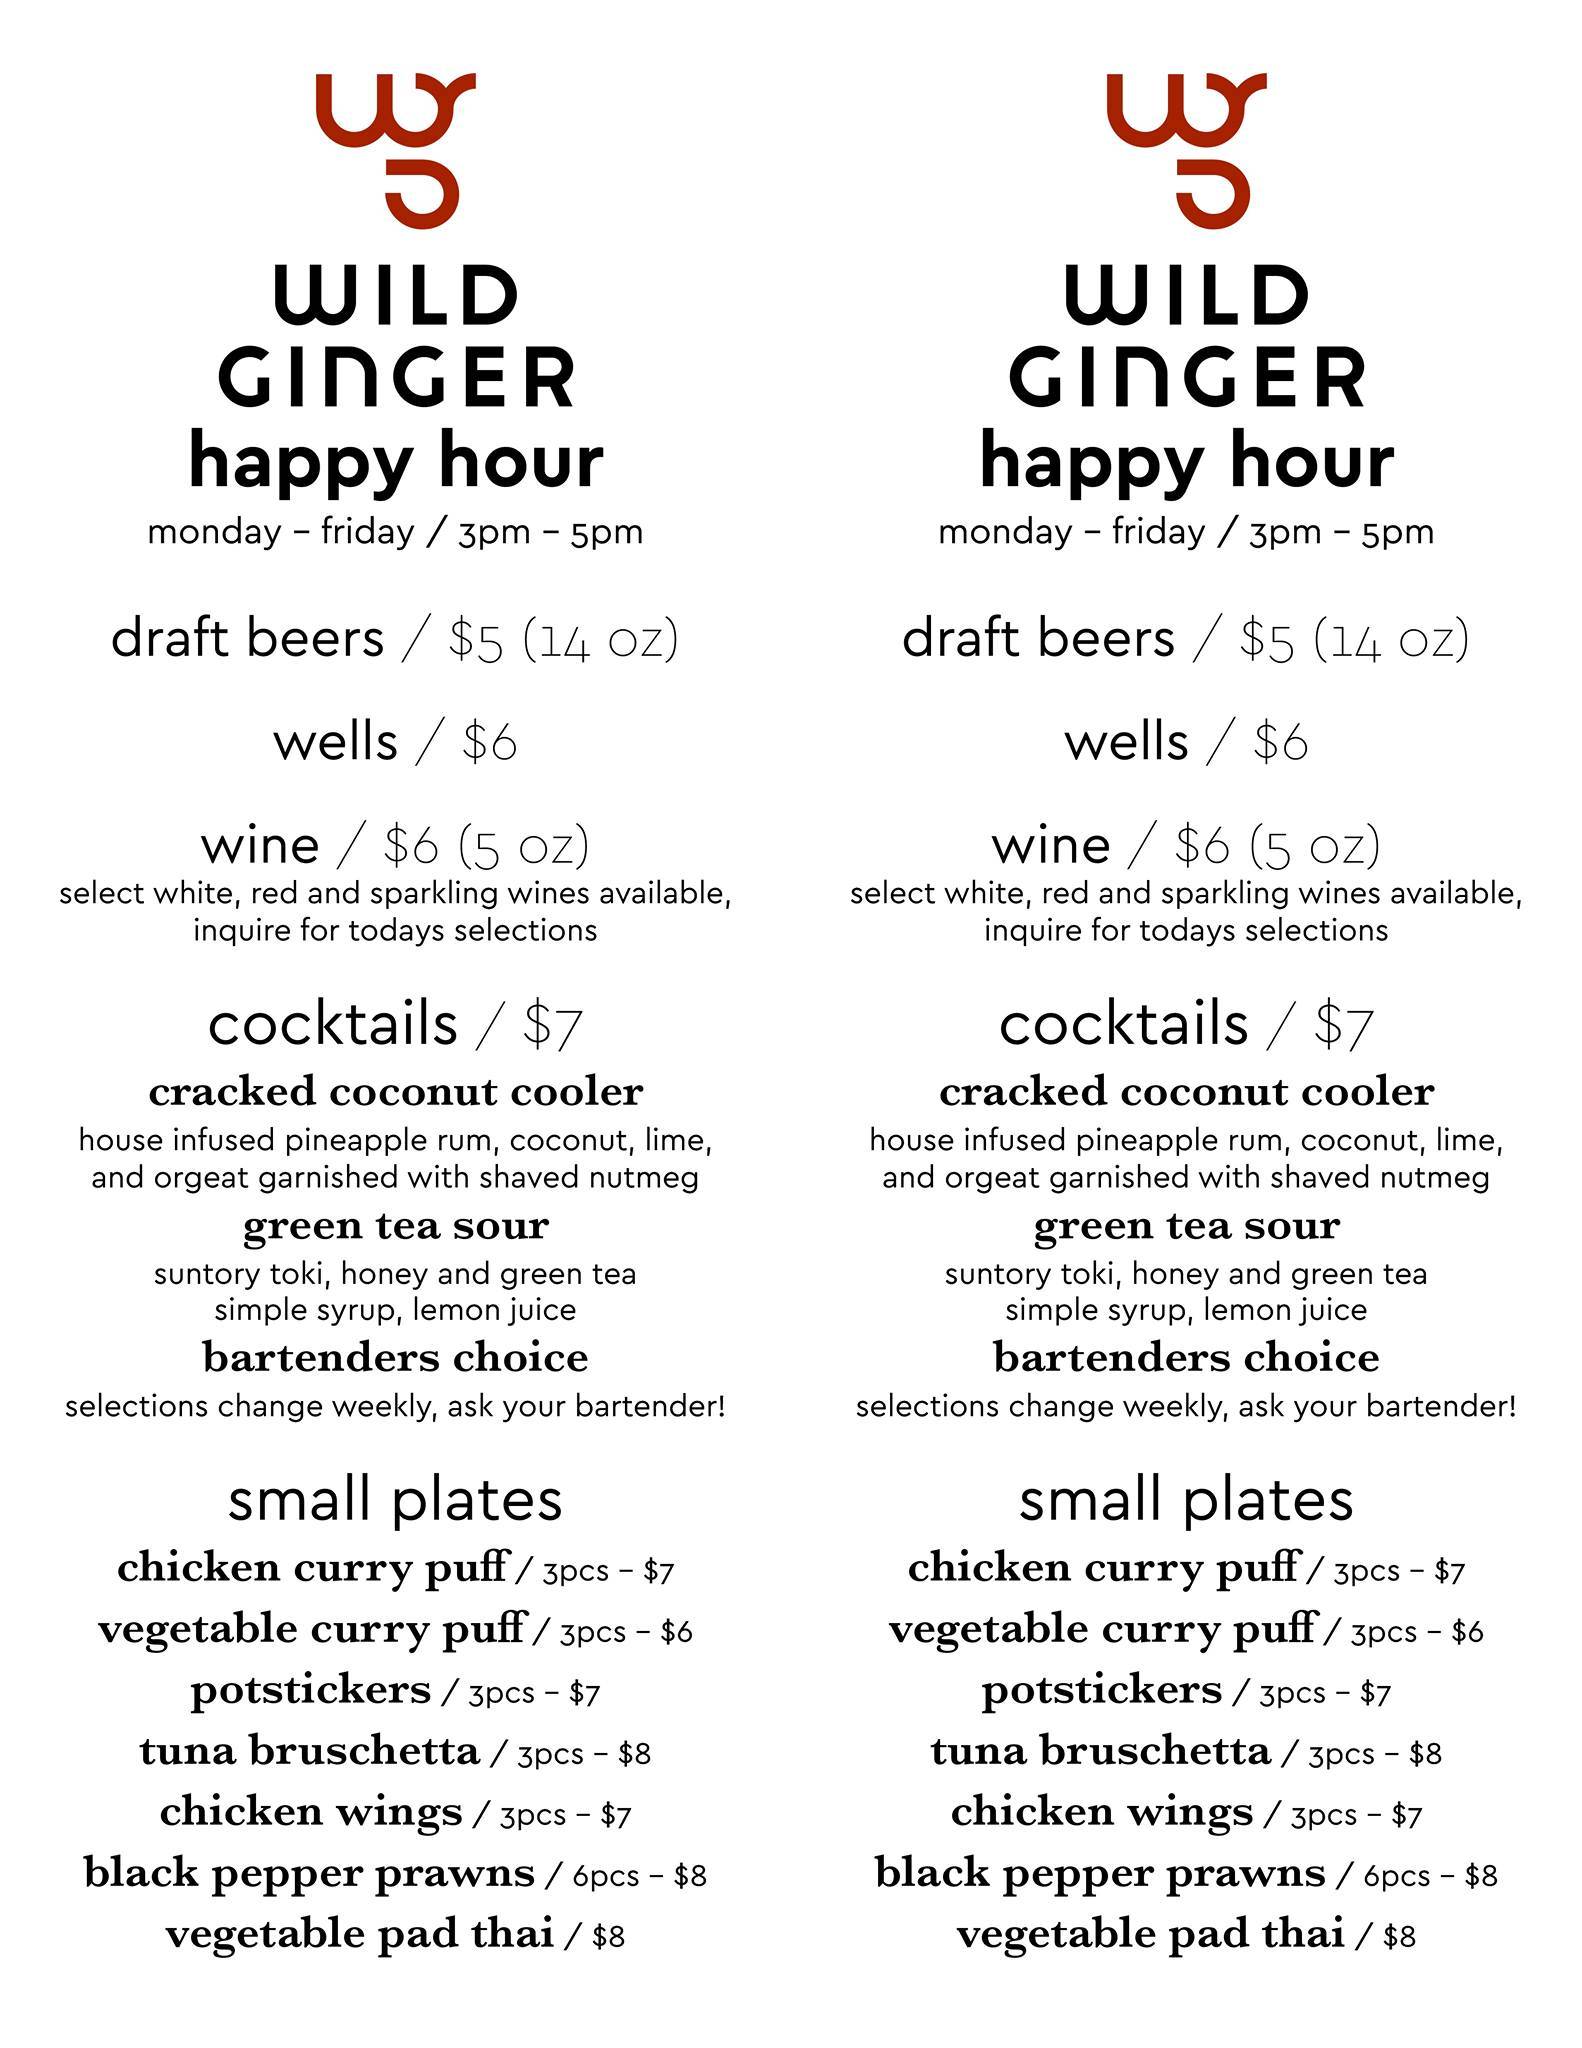 wg
WILD
GINGER
happy hour
monday – friday / 3pm – 5pm
draft beers / $5 (14 oz)
wells / $6
wine / $6 (5 oz)
select white, red and sparkling wines available,
inquire for todays selections
cocktails / $7
cracked coconut cooler
house infused pineapple rum, coconut, lime,
and orgeat garnished with shaved nutmeg
green tea sour
suntory toki, honey and green tea
simple syrup, lemon juice
bartenders choice
selections change weekly, ask your bartender!
small plates
chicken curry puff / 3pcs – $7
vegetable curry puff / 3pcs – $6
potstickers / 3pcs – $7
tuna bruschetta / 3pcs – $8
chicken wings / 3pcs – $7
black pepper prawns / 6pcs – $8
vegetable pad thai / $8
wg
WILD
GINGER
happy hour
monday – friday / 3pm – 5pm
draft beers / $5 (14 oz)
wells / $6
wine / $6 (5 oz)
select white, red and sparkling wines available,
inquire for todays selections
cocktails / $7
cracked coconut cooler
house infused pineapple rum, coconut, lime,
and orgeat garnished with shaved nutmeg
green tea sour
suntory toki, honey and green tea
simple syrup, lemon juice
bartenders choice
selections change weekly, ask your bartender!
small plates
chicken curry puff / 3pcs – $7
vegetable curry puff / 3pcs – $6
potstickers / 3pcs – $7
tuna bruschetta / 3pcs – $8
chicken wings / 3pcs – $7
black pepper prawns / 6pcs – $8
vegetable pad thai / $8